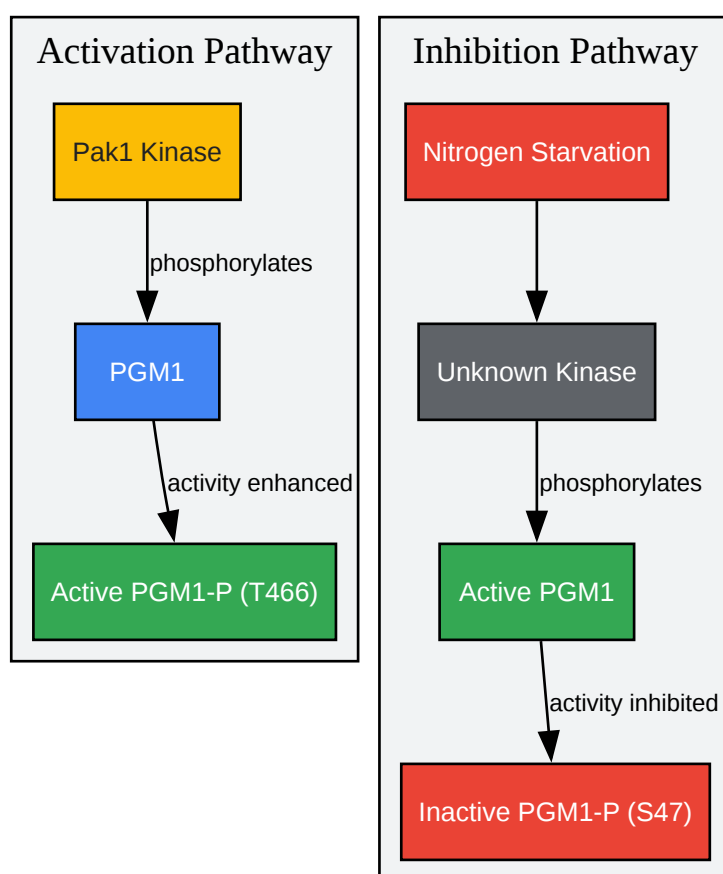 Activation Pathway
Pak1 Kinase
phosphorylates
PGM1
activity enhanced
Active PGM1-P (T466)
Inhibition Pathway
Nitrogen Starvation
Unknown Kinase
phosphorylates
Active PGM1
activity inhibited
Inactive PGM1-P (S47)